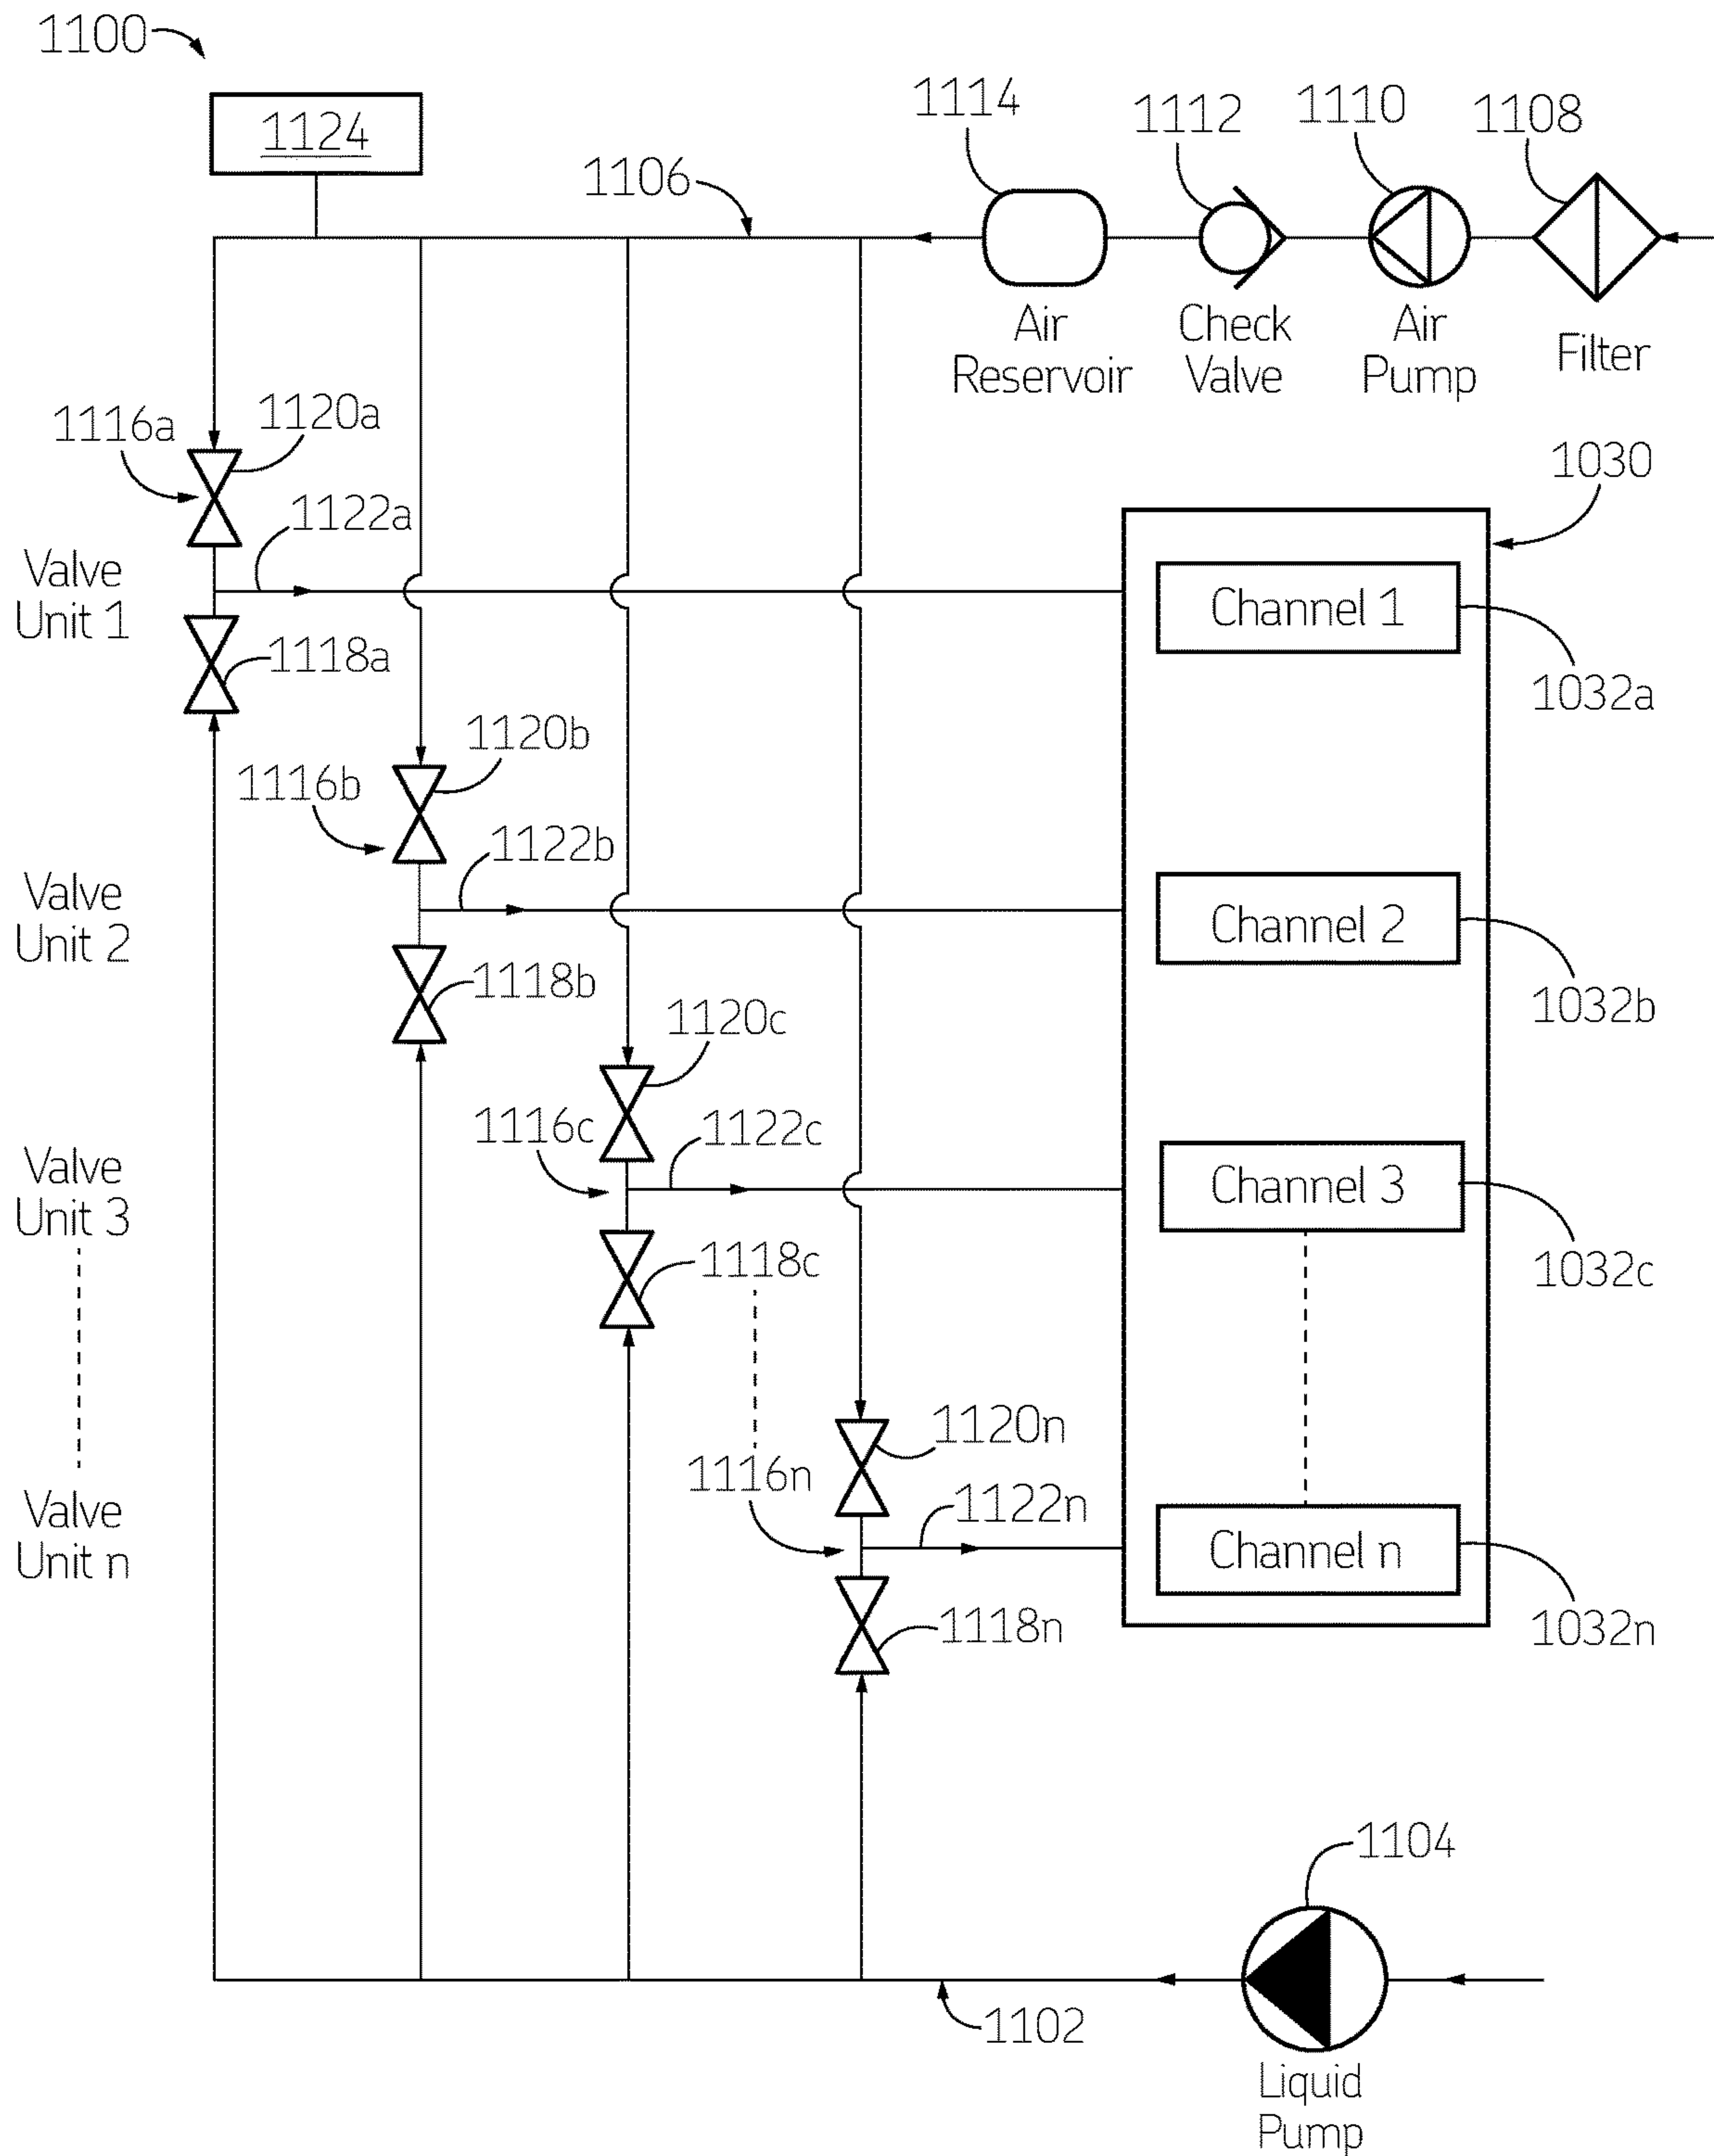 1100
1124
1106
1114
1112
1110
1108
Air
Reservoir
Check
Valve
Air
Pump
Filter
1116a
1120a
1122a
Valve
Unit 1
1118a
1030
Channel 1
1032a
1120b
1116b
1122b
Valve
Unit 2
1118b
Channel 2
1032b
1120c
1116c
1122c
Valve
Unit 3
1118c
Channel 3
1032c
1120n
1116n
1122n
Valve
Unit n
1118n
Channel n
1032n
1104
1102
Liquid
Pump